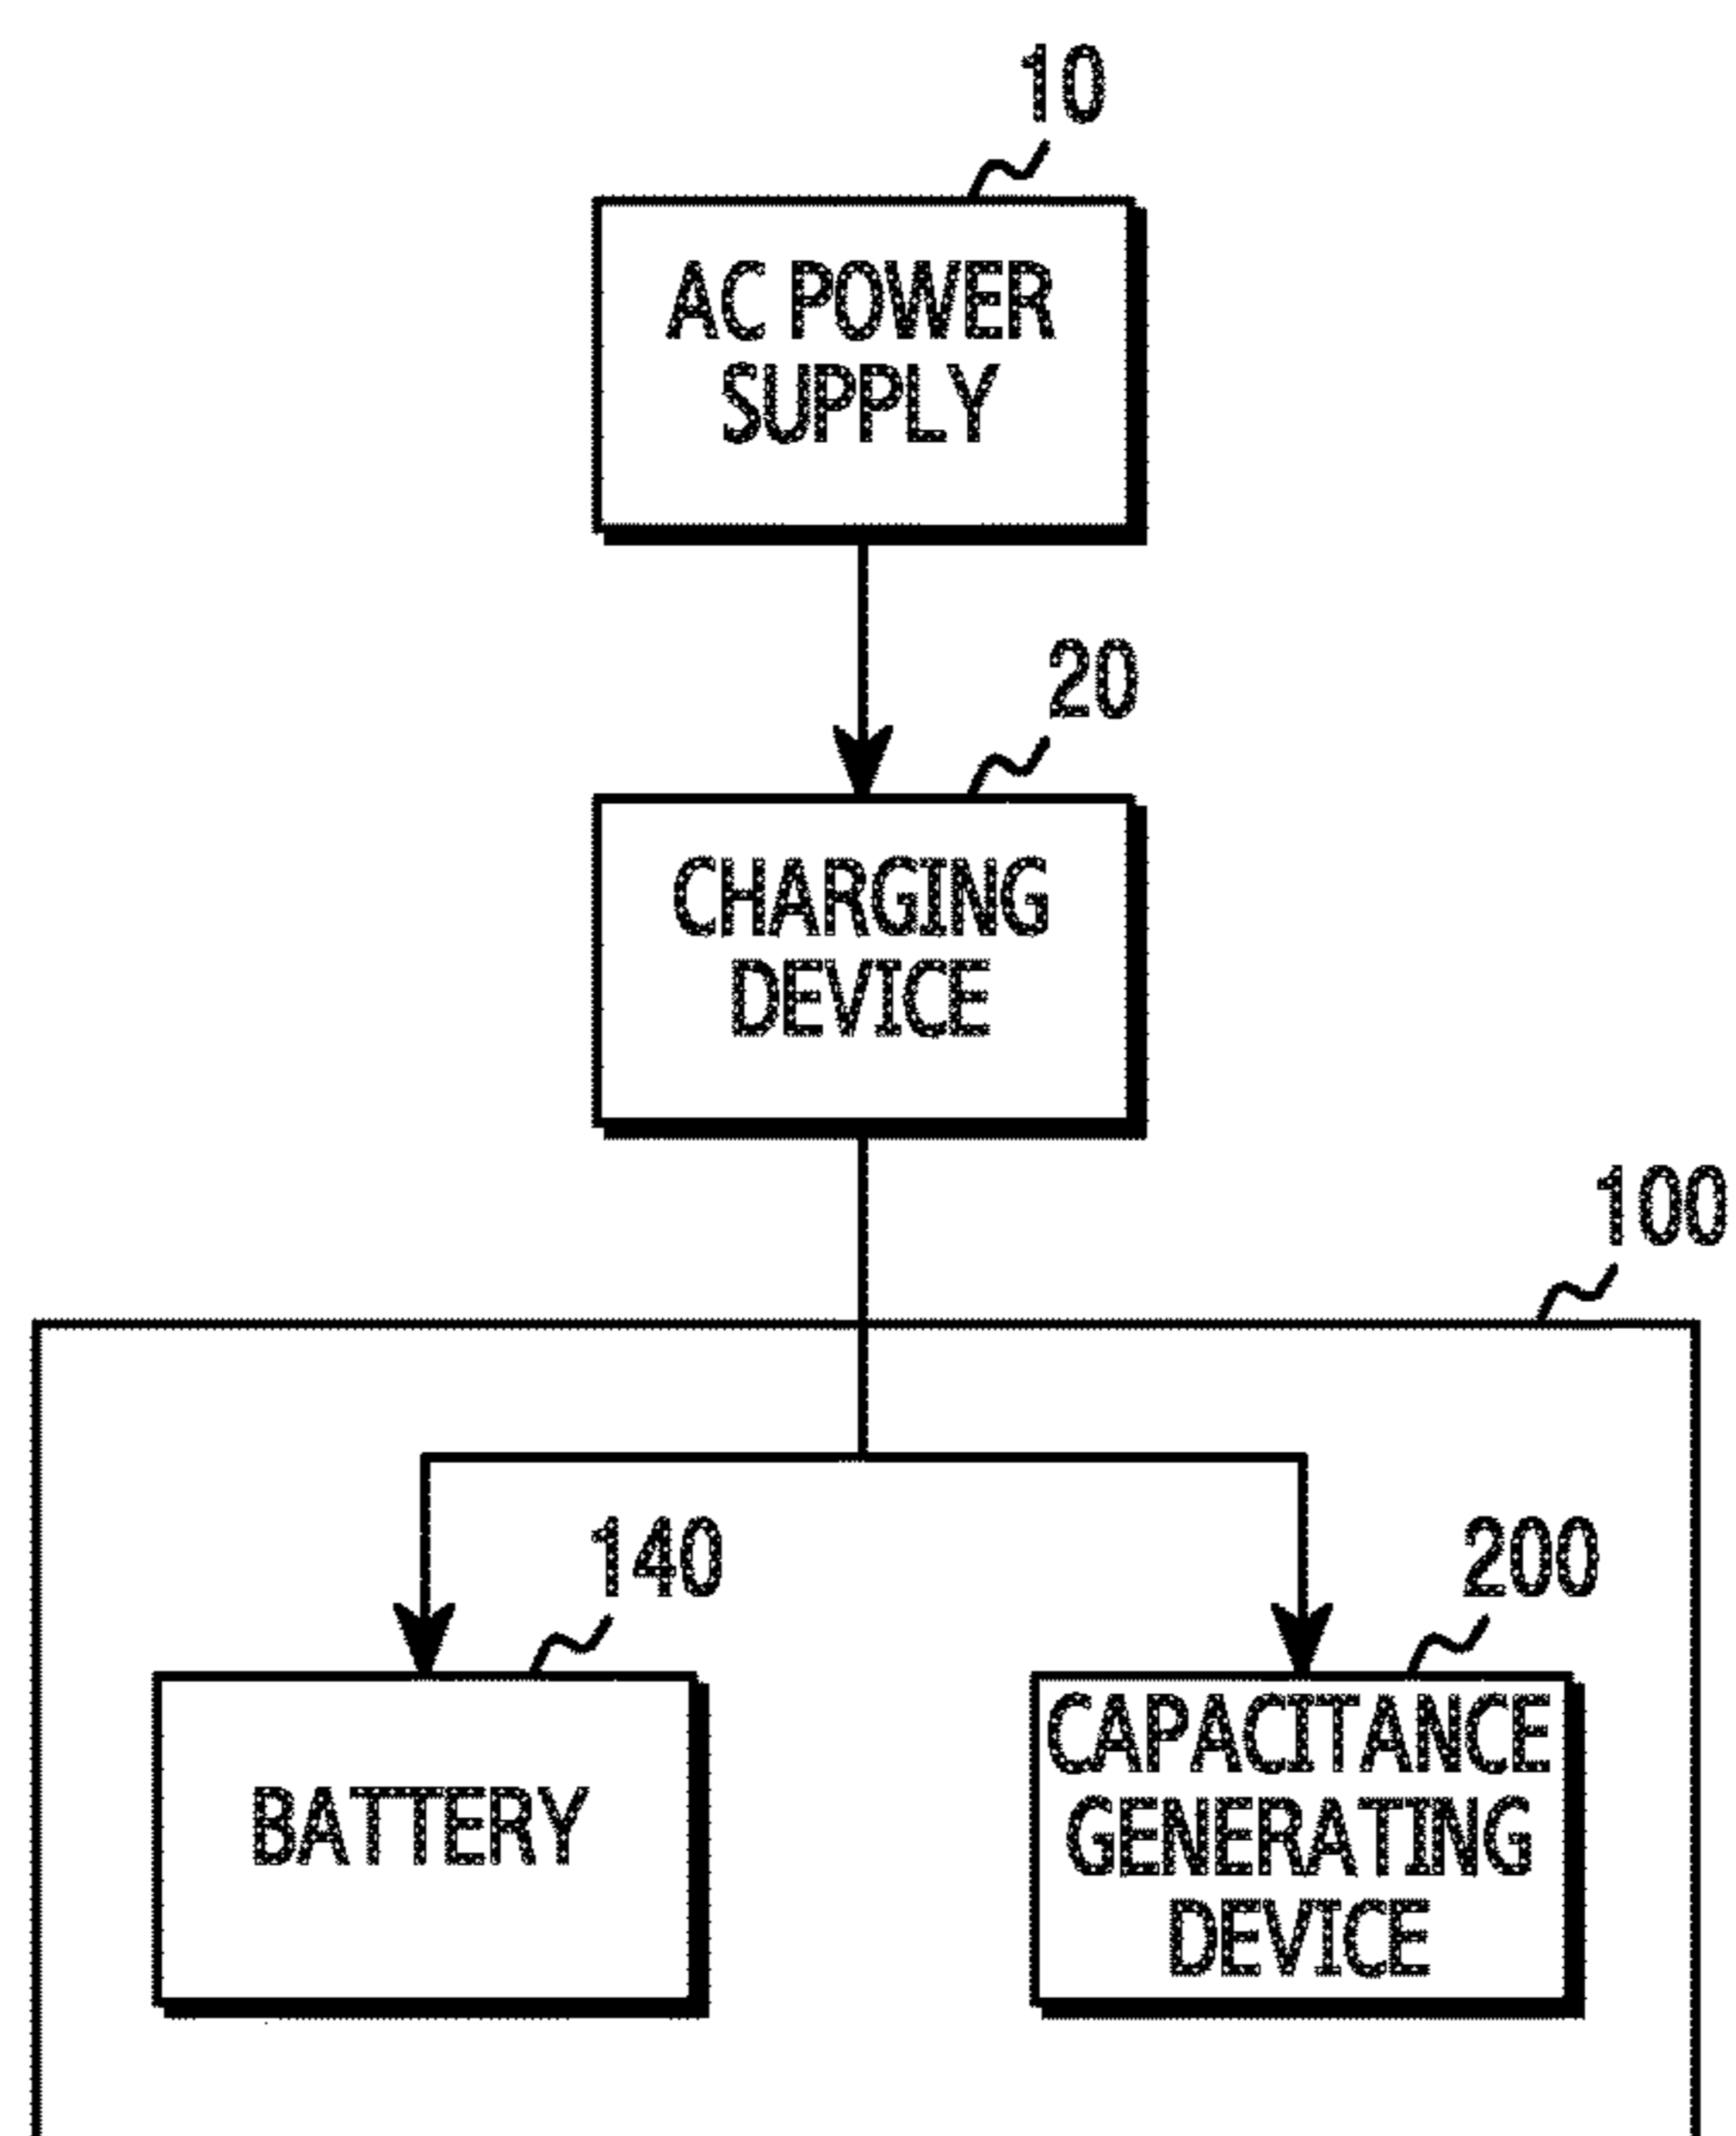 10
AC POWER
SUPPLY
20
CHARGING
DEVICE
100
140
200
BATTERY
CAPACITANCE
GENERATING
DEVICE